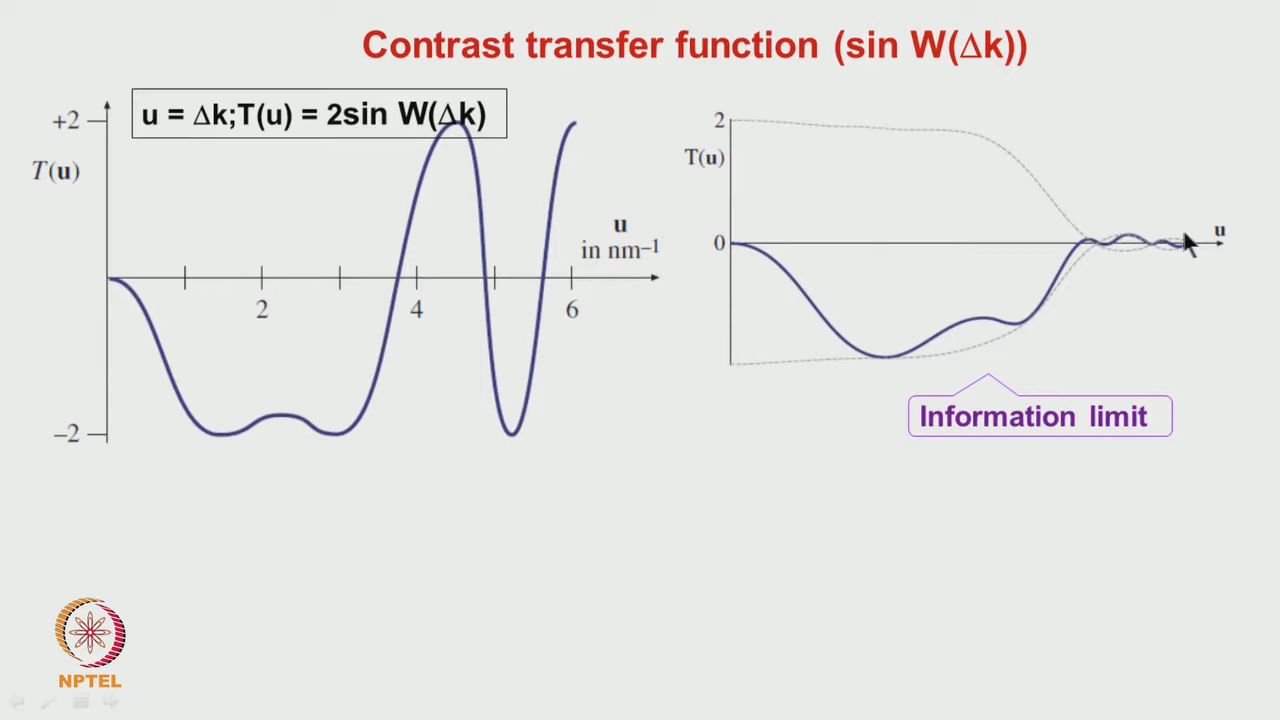 Contrast transfer function (sin W(Δk))
u = Δk;T(u) = 2sin W(Δk)
+2
T(u)
u
in nm⁻¹
2
4
6
−2
2
T(u)
0
u
Information limit
NPTEL